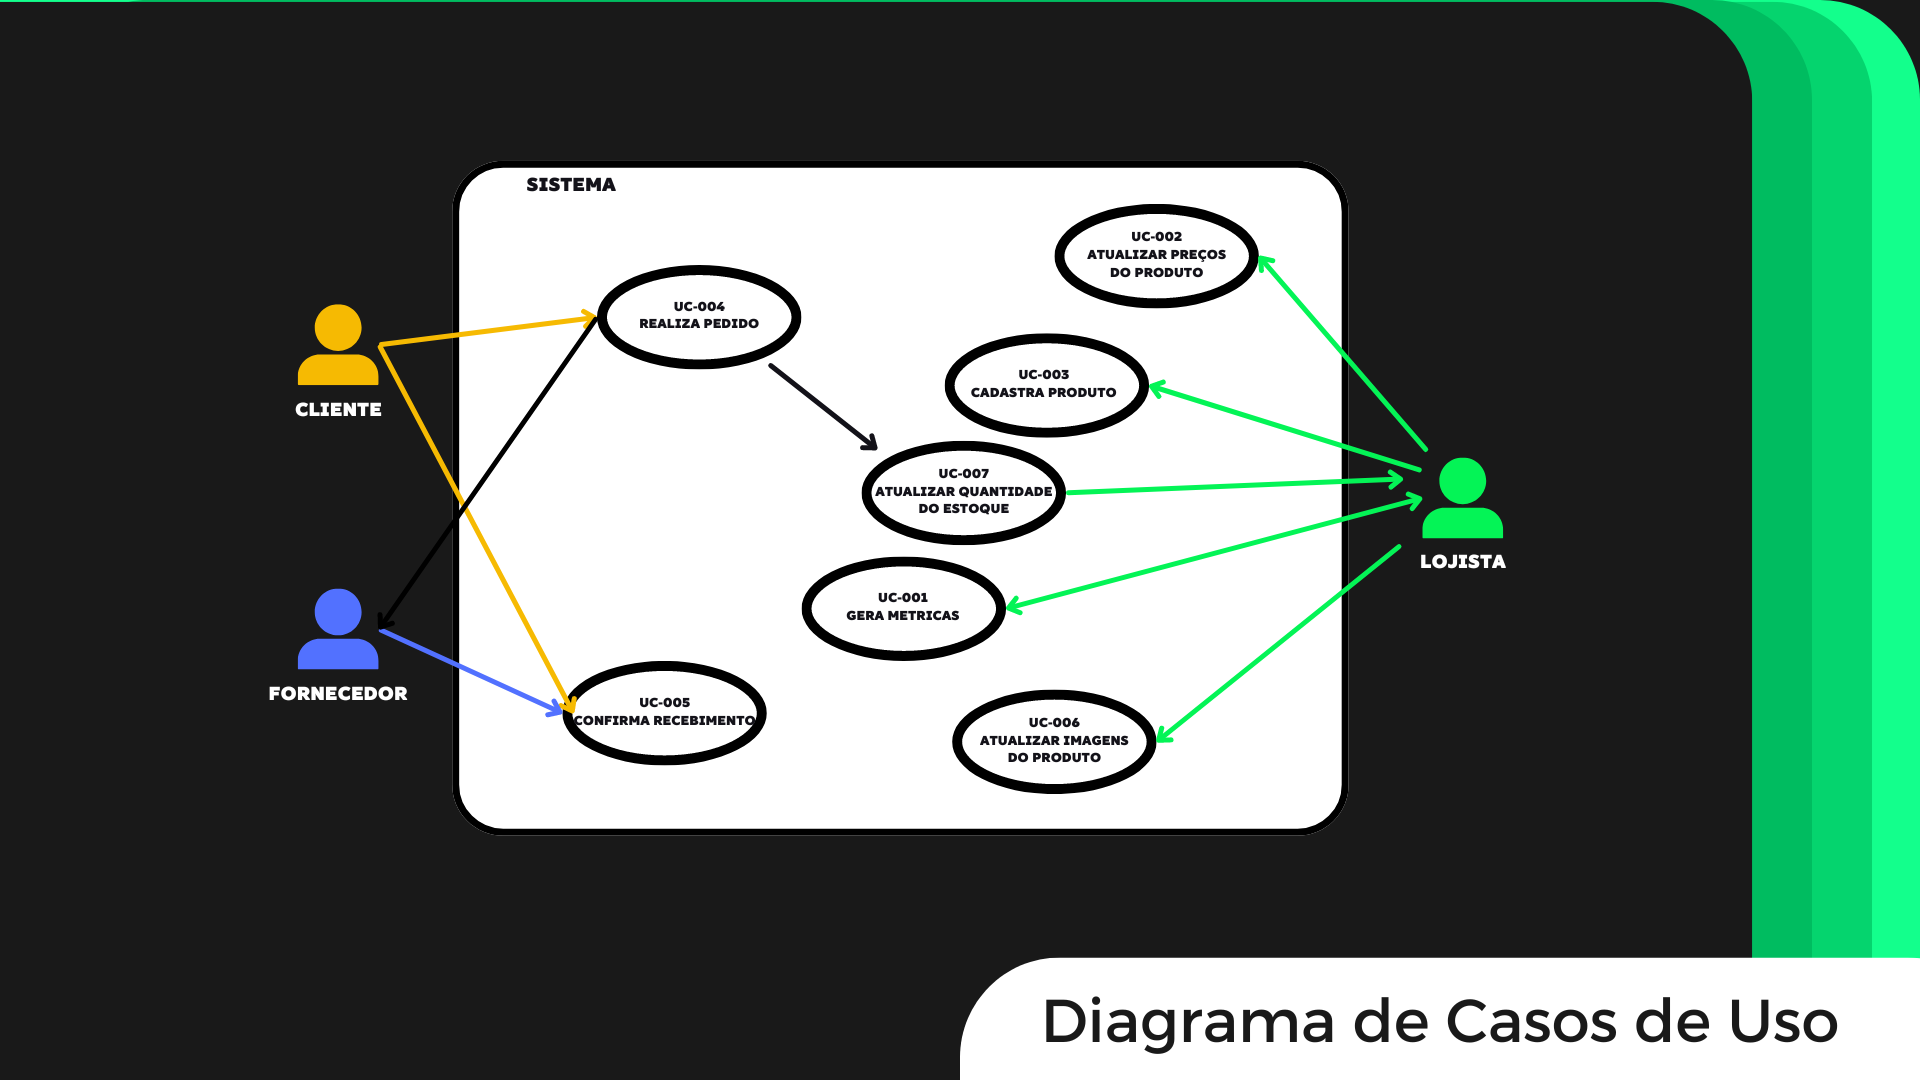 SISTEMA
UC-002
ATUALIZAR PREÇOS
DO PRODUTO
UC-004
REALIZA PEDIDO
UC-003
CADASTRA PRODUTO
CLIENTE
UC-007
ATUALIZAR QUANTIDADE
DO ESTOQUE
LOJISTA
UC-001
GERA METRICAS
FORNECEDOR
UC-005
CONFIRMA RECEBIMENTO
UC-006
ATUALIZAR IMAGENS
DO PRODUTO
Diagrama de Casos de Uso